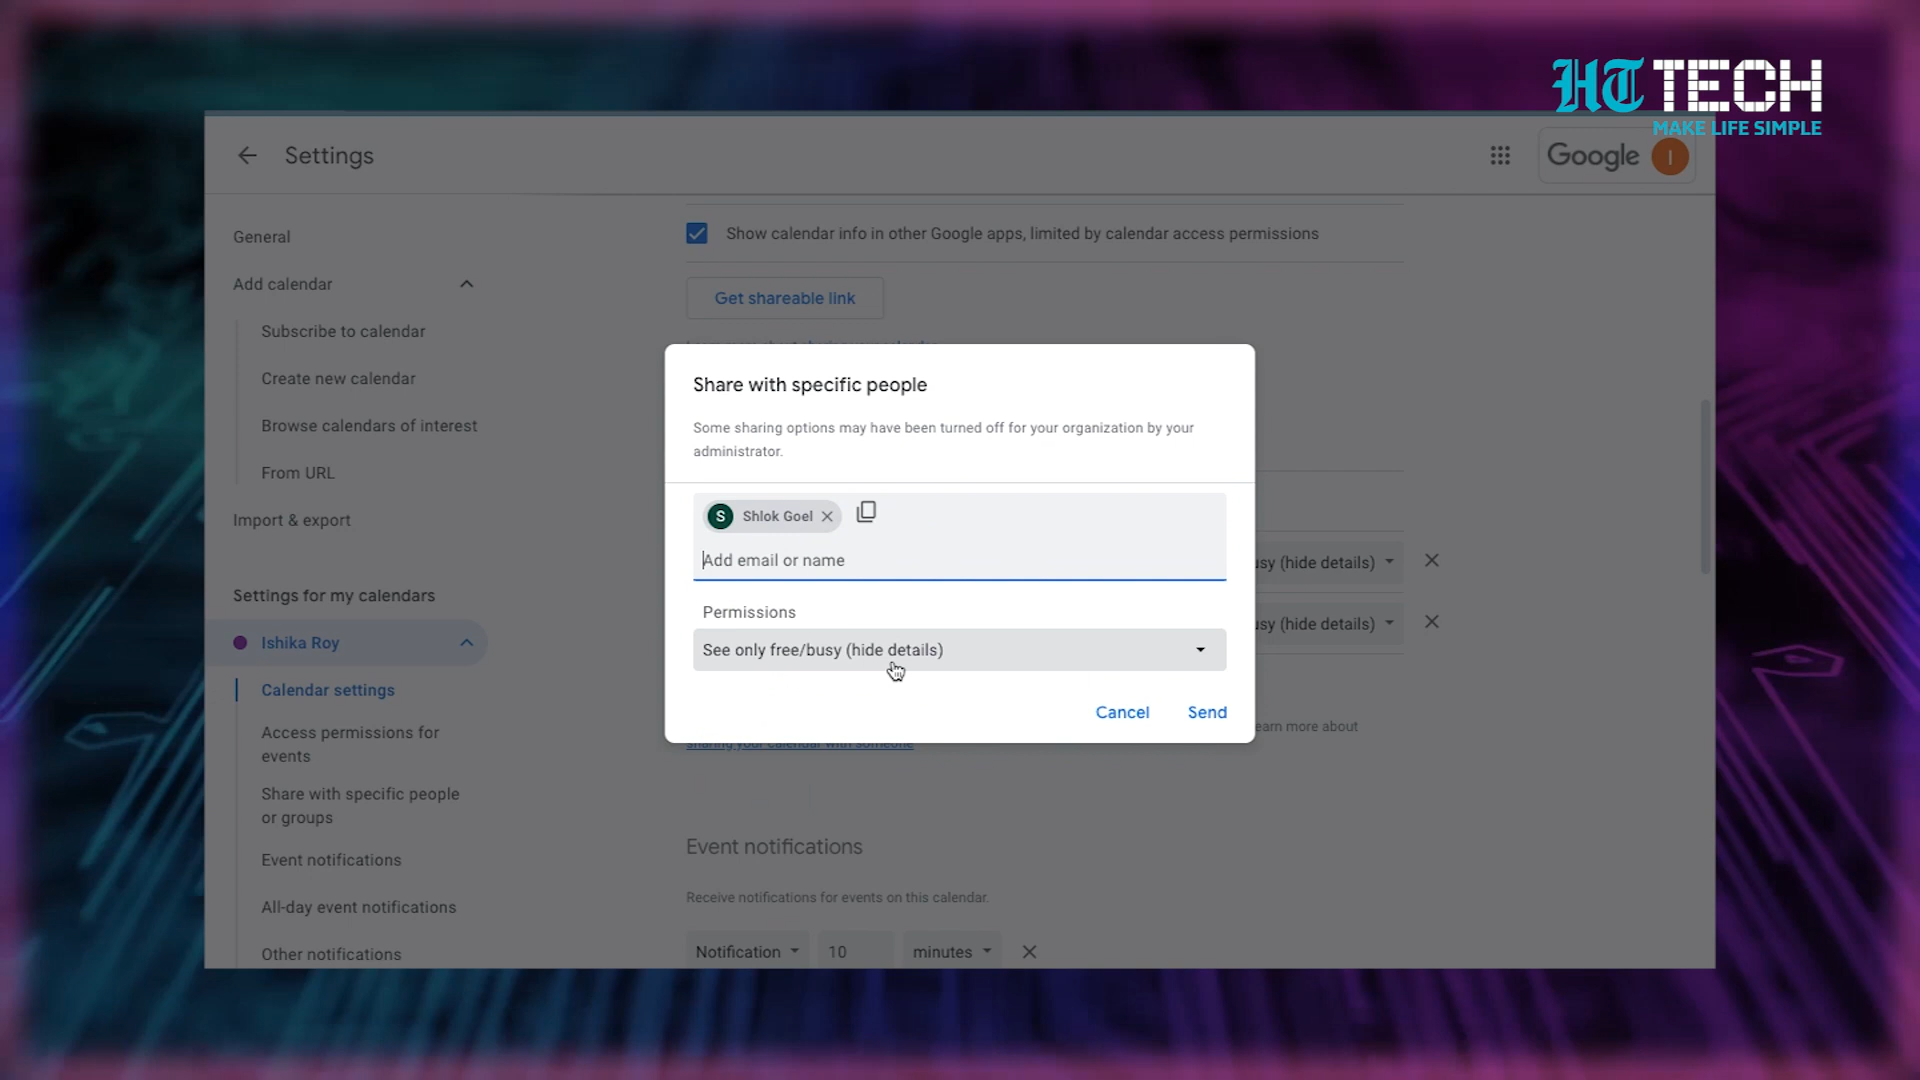 HT TECH
MAKE LIFE SIMPLE
Settings
Google
I
General
Add calendar
Subscribe to calendar
Create new calendar
Browse calendars of interest
From URL
Import & export
Settings for my calendars
Ishika Roy
Calendar settings
Access permissions for
events
Share with specific people
or groups
Event notifications
All-day event notifications
Other notifications
Show calendar info in other Google apps, limited by calendar access permissions
Get shareable link
Share with specific people
Some sharing options may have been turned off for your organization by your
administrator.
S Shlok Goel
Add email or name
Permissions
See only free/busy (hide details)
Cancel Send
(hide details)
(hide details)
more about
sharing your calendar with someone
Event notifications
Receive notifications for events on this calendar.
Notification 10 minutes